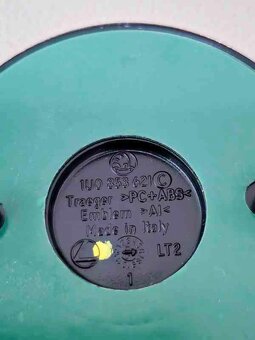 1U0 853 621 C
Traeger >PC+ABS<
Emblem >Al<
Made in Italy
LT2
1